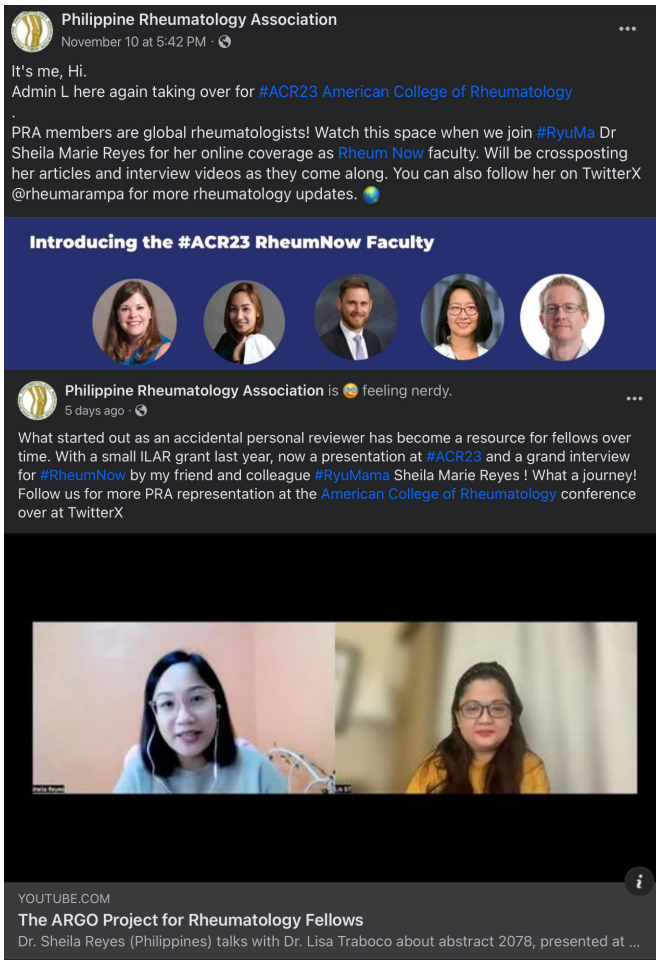 Philippine Rheumatology Association
November 10 at 5:42 PM ·
It's me, Hi.
Admin L here again taking over for #ACR23 American College of Rheumatology
.
PRA members are global rheumatologists! Watch this space when we join #RyuMa Dr
Sheila Marie Reyes for her online coverage as Rheum Now faculty. Will be crossposting
her articles and interview videos as they come along. You can also follow her on TwitterX
@rheumarampa for more rheumatology updates. 🌏
Introducing the #ACR23 RheumNow Faculty
Philippine Rheumatology Association is 🤓 feeling nerdy.
5 days ago ·
What started out as an accidental personal reviewer has become a resource for fellows over
time. With a small ILAR grant last year, now a presentation at #ACR23 and a grand interview
for #RheumNow by my friend and colleague #RyuMama Sheila Marie Reyes ! What a journey!
Follow us for more PRA representation at the American College of Rheumatology conference
over at TwitterX
Sheila Reyes
YOUTUBE.COM
The ARGO Project for Rheumatology Fellows
Dr. Sheila Reyes (Philippines) talks with Dr. Lisa Traboco about abstract 2078, presented at ...